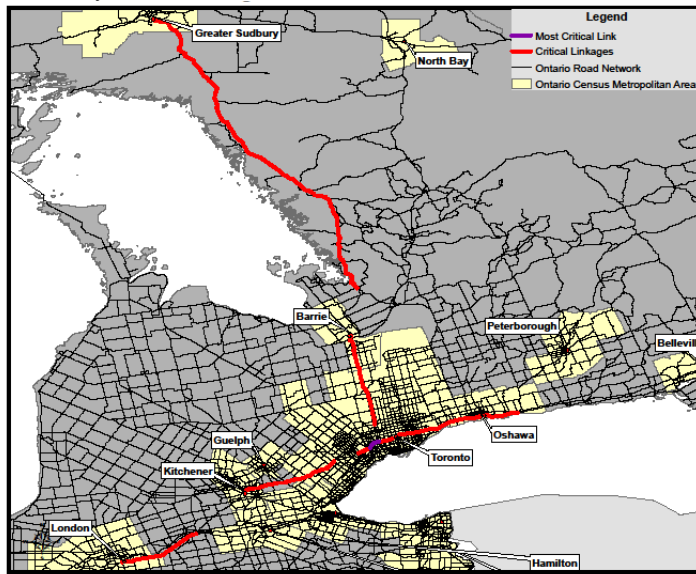 Legend
Most Critical Link
Critical Linkages
Ontario Road Network
Ontario Census Metropolitan Area
Greater Sudbury
North Bay
Barrie
Peterborough
Bellevill
Oshawa
Guelph
Toronto
Kitchener
London
Hamilton